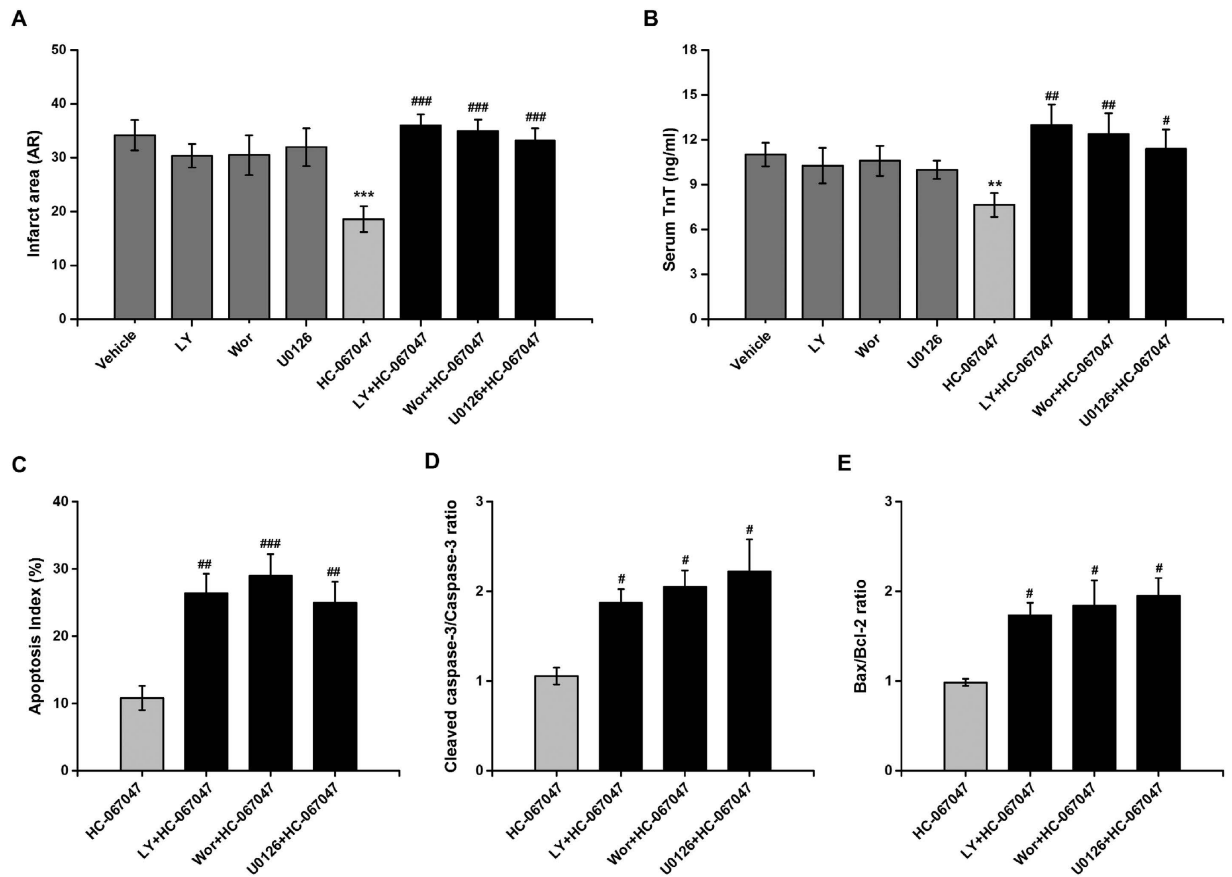 A
Infarct area (AR)
50
40
30
20
10
0
***
###
###
###
Vehicle
LY
Wor
U0126
HC-067047
LY+HC-067047
Wor+HC-067047
U0126+HC-067047
B
Serum TnT (ng/ml)
18
15
12
9
6
3
0
**
##
##
#
Vehicle
LY
Wor
U0126
HC-067047
LY+HC-067047
Wor+HC-067047
U0126+HC-067047
C
Apoptosis Index (%)
40
30
20
10
0
##
###
##
HC-067047
LY+HC-067047
Wor+HC-067047
U0126+HC-067047
D
Cleaved caspase-3/Caspase-3 ratio
3
2
1
0
#
#
#
HC-067047
LY+HC-067047
Wor+HC-067047
U0126+HC-067047
E
Bax/Bcl-2 ratio
3
2
1
0
#
#
#
HC-067047
LY+HC-067047
Wor+HC-067047
U0126+HC-067047